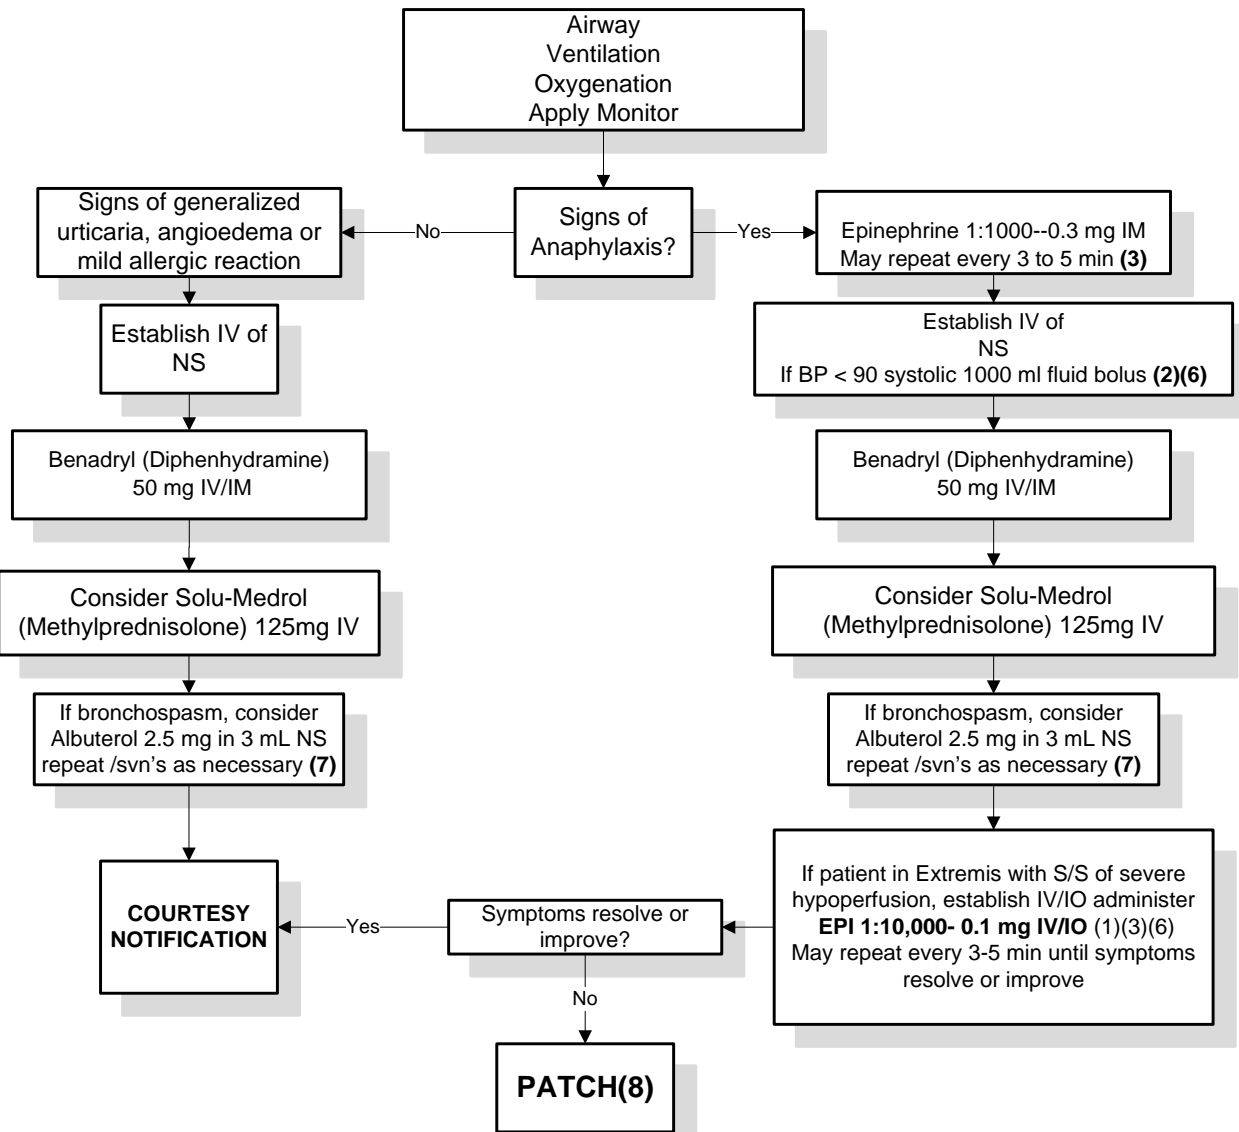 Airway
Ventilation
Oxygenation
Apply Monitor
Signs of generalized
urticaria, angioedema or
mild allergic reaction
No
Signs of
Anaphylaxis?
Yes
Epinephrine 1:1000--0.3 mg IM
May repeat every 3 to 5 min (3)
Establish IV of
NS
Establish IV of
NS
If BP < 90 systolic 1000 ml fluid bolus (2)(6)
Benadryl (Diphenhydramine)
50 mg IV/IM
Benadryl (Diphenhydramine)
50 mg IV/IM
Consider Solu-Medrol
(Methylprednisolone) 125mg IV
Consider Solu-Medrol
(Methylprednisolone) 125mg IV
If bronchospasm, consider
Albuterol 2.5 mg in 3 mL NS
repeat /svn's as necessary (7)
If bronchospasm, consider
Albuterol 2.5 mg in 3 mL NS
repeat /svn's as necessary (7)
If patient in Extremis with S/S of severe
hypoperfusion, establish IV/IO administer
EPI 1:10,000- 0.1 mg IV/IO (1)(3)(6)
May repeat every 3-5 min until symptoms
resolve or improve
Symptoms resolve or
improve?
Yes
COURTESY
NOTIFICATION
No
PATCH(8)